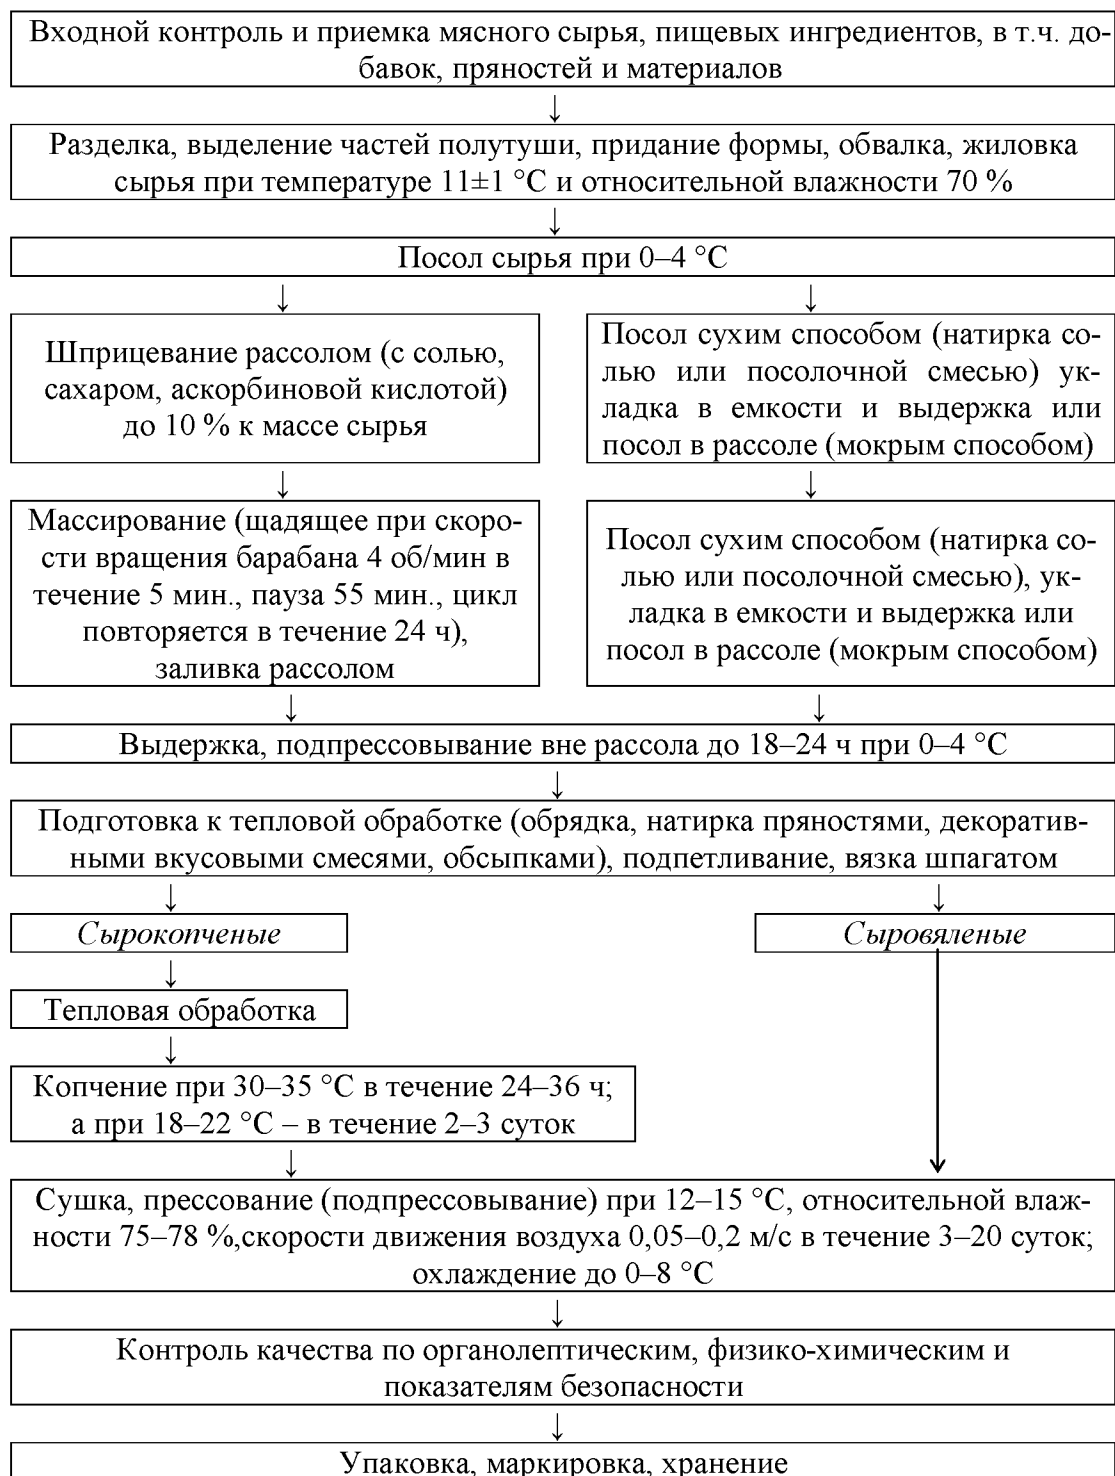 Входной контроль и приемка мясного сырья, пищевых ингредиентов, в т.ч. до-
бавок, пряностей и материалов
↓
Разделка, выделение частей полутуши, придание формы, обвалка, жиловка
сырья при температуре 11±1 °С и относительной влажности 70 %
↓
Посол сырья при 0–4 °С
↓ ↓
Шприцевание рассолом (с солью,
сахаром, аскорбиновой кислотой)
до 10 % к массе сырья
Посол сухим способом (натирка со-
лью или посолочной смесью) ук-
ладка в емкости и выдержка или
посол в рассоле (мокрым способом)
↓ ↓
Массирование (щадящее при скоро-
сти вращения барабана 4 об/мин в
течение 5 мин., пауза 55 мин., цикл
повторяется в течение 24 ч),
заливка рассолом
Посол сухим способом (натирка со-
лью или посолочной смесью), ук-
ладка в емкости и выдержка или
посол в рассоле (мокрым способом)
↓ ↓
Выдержка, подпрессовывание вне рассола до 18–24 ч при 0–4 °С
↓
Подготовка к тепловой обработке (обрядка, натирка пряностями, декоратив-
ными вкусовыми смесями, обсыпками), подпетливание, вязка шпагатом
↓ ↓
Сырокопченые
Сыровяленые
↓
Тепловая обработка
↓
Копчение при 30–35 °С в течение 24–36 ч;
а при 18–22 °С – в течение 2–3 суток
↓
Сушка, прессование (подпрессовывание) при 12–15 °С, относительной влаж-
ности 75–78 %,скорости движения воздуха 0,05–0,2 м/с в течение 3–20 суток;
охлаждение до 0–8 °С
↓
Контроль качества по органолептическим, физико-химическим и
показателям безопасности
↓
Упаковка, маркировка, хранение